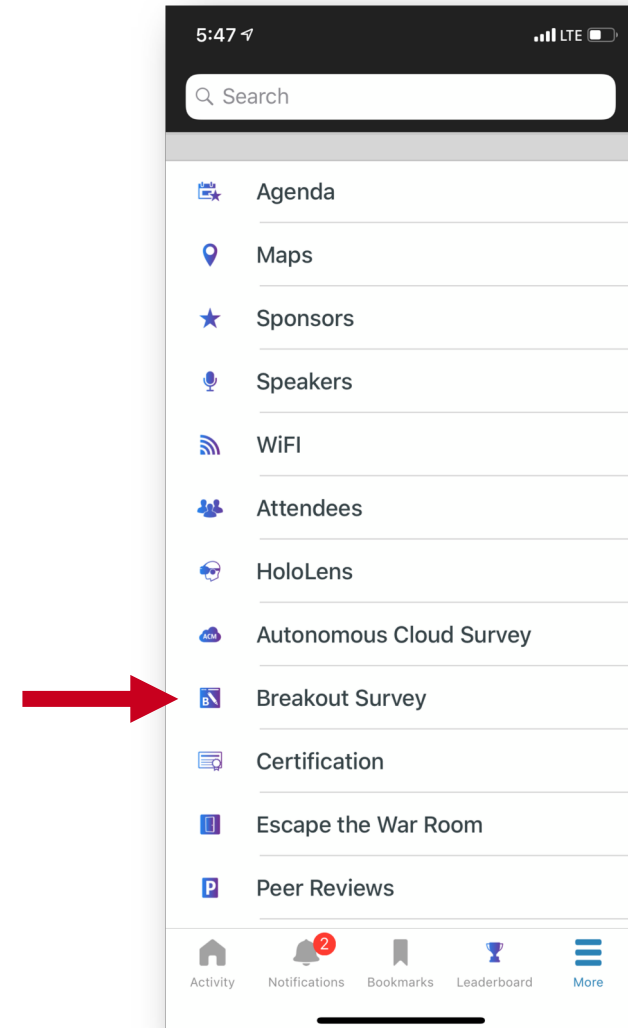 5:47
LTE
Search
Agenda
Maps
Sponsors
Speakers
WiFI
Attendees
HoloLens
ACM
Autonomous Cloud Survey
B
Breakout Survey
Certification
Escape the War Room
P
Peer Reviews
2
Activity Notifications Bookmarks Leaderboard More